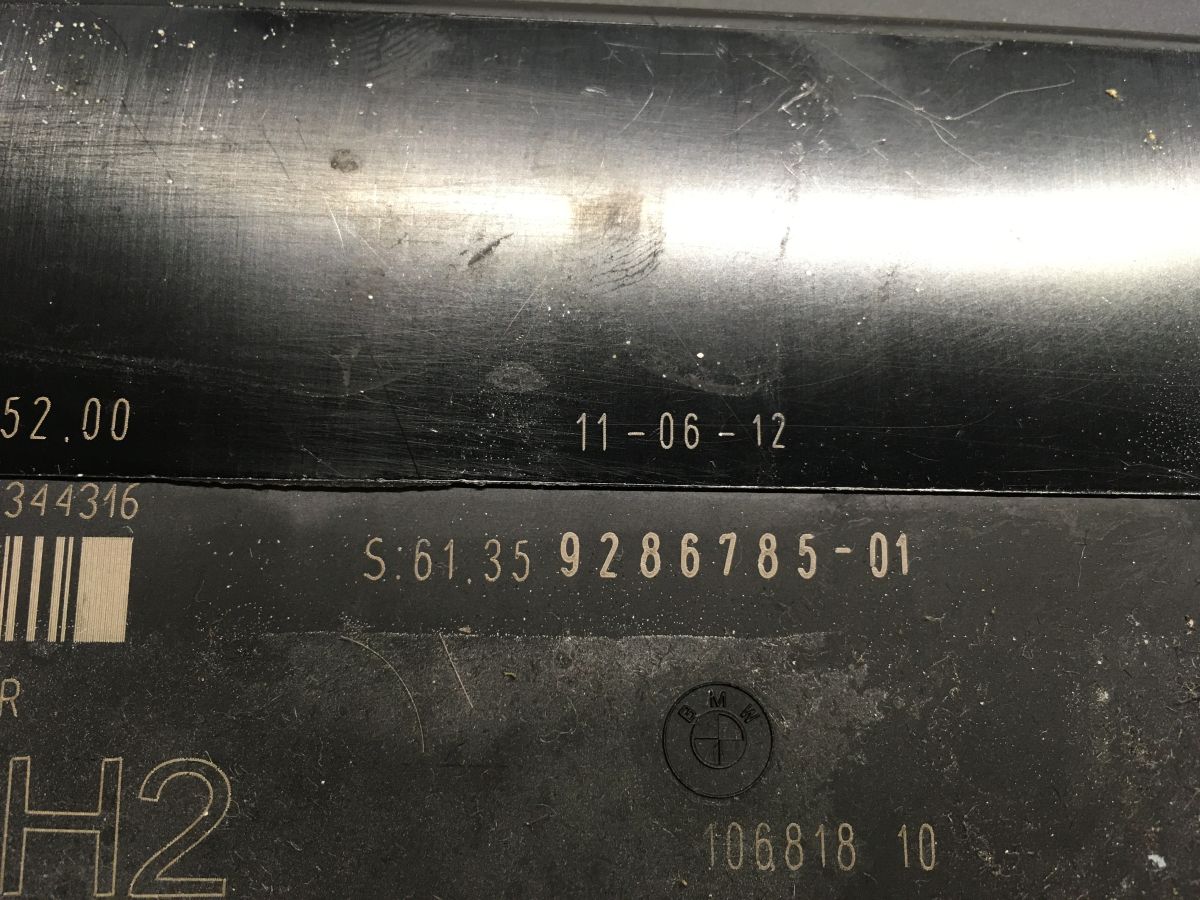 52.00
11-06-12
344316
S:61.35 9286785-01
R
BMW
H2
106818 10